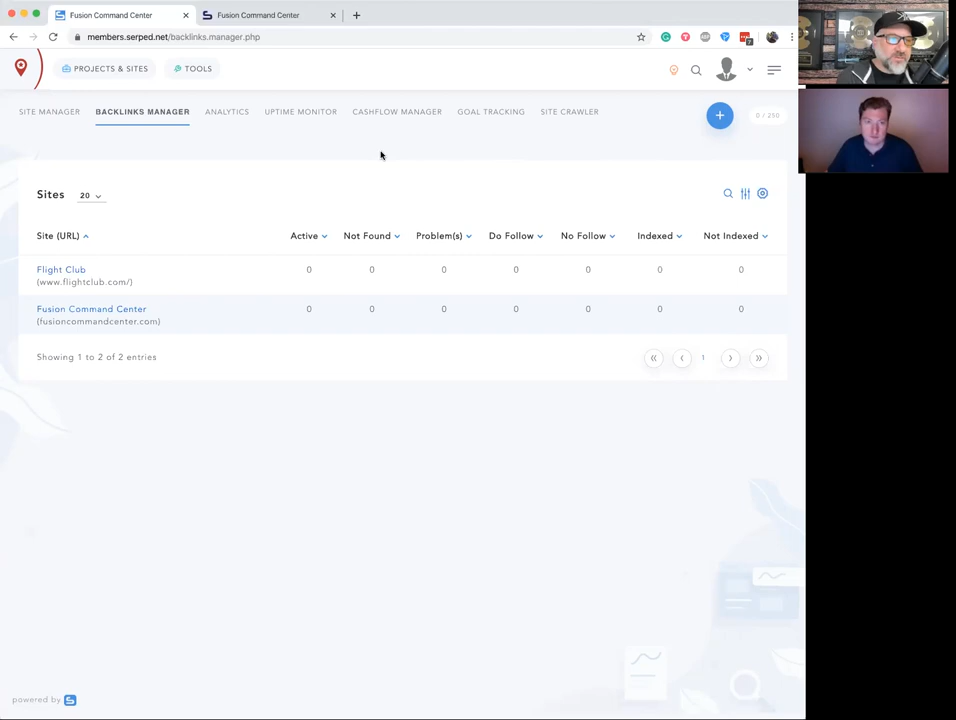 Fusion Command Center
Fusion Command Center
members.serped.net/backlinks.manager.php
7
PROJECTS & SITES
TOOLS
SITE MANAGER
BACKLINKS MANAGER
ANALYTICS
UPTIME MONITOR
CASHFLOW MANAGER
GOAL TRACKING
SITE CRAWLER
+
0 / 250
Sites
20
Site (URL)
Active
Not Found
Problem(s)
Do Follow
No Follow
Indexed
Not Indexed
Flight Club
0 0 0 0 0 0 0
(www.flightclub.com/)
Fusion Command Center
0 0 0 0 0 0 0
(fusioncommandcenter.com)
Showing 1 to 2 of 2 entries
1
powered by S